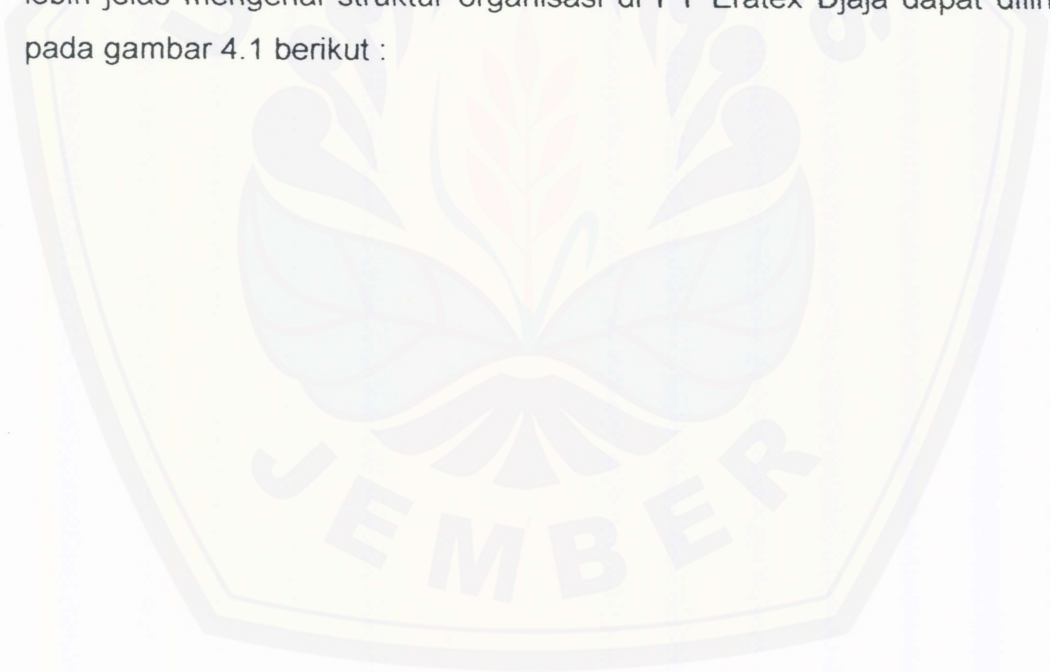 lebih jelas mengenai struktur organisasi di PT Eratex Djaja dapat
pada gambar 4.1 berikut :
JEMBER